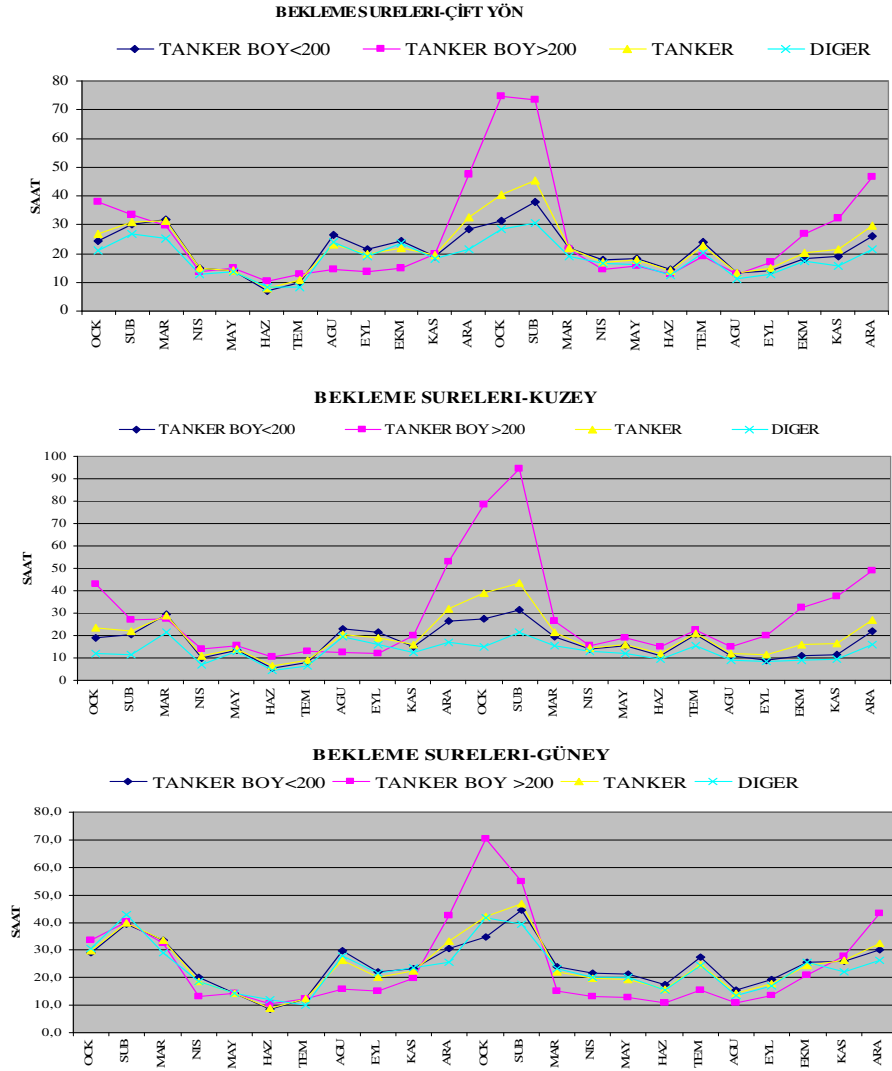 BEKLEME SURELERI-ÇİFT YÖN
TANKER BOY<200 TANKER BOY>200 TANKER DIGER
80
70
60
50
40
30
20
10
0
SAAT
OCK SUB MAR NIS MAY HAZ TEM AGU EYL EKM KAS ARA OCK SUB MAR NIS MAY HAZ TEM AGU EYL EKM KAS ARA
BEKLEME SURELERI-KUZEY
TANKER BOY<200 TANKER BOY >200 TANKER DIGER
100
90
80
70
60
50
40
30
20
10
0
SAAT
OCK SUB MAR NIS MAY HAZ TEM AGU EYL KAS ARA OCK SUB MAR NIS MAY HAZ TEM AGU EYL EKM KAS ARA
BEKLEME SURELERI-GÜNEY
TANKER BOY<200 TANKER BOY >200 TANKER DIGER
80,0
70,0
60,0
50,0
40,0
30,0
20,0
10,0
0,0
SAAT
OCK SUB MAR NIS MAY HAZ TEM AGU EYL KAS ARA OCK SUB MAR NIS MAY HAZ TEM AGU EYL EKM KAS ARA